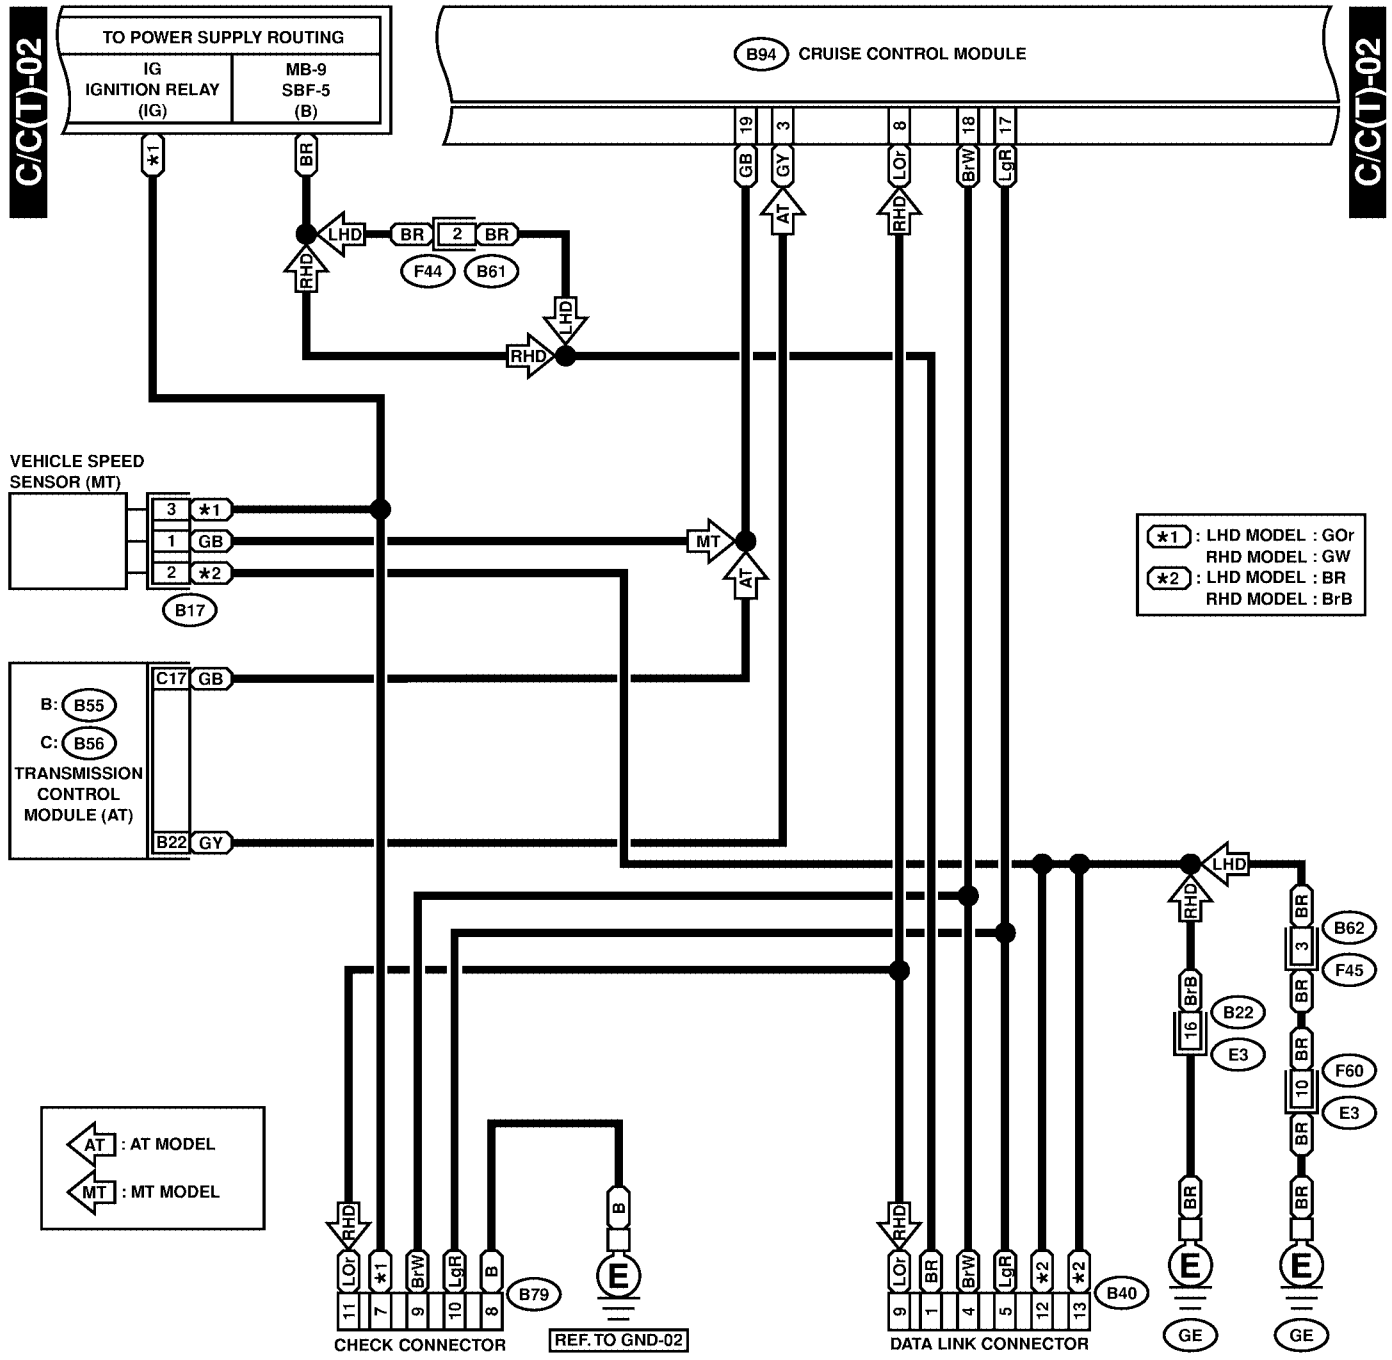 C/C(T)-02
TO POWER SUPPLY ROUTING
IG
IGNITION RELAY
(IG)
MB-9
SBF-5
(B)
B94 CRUISE CONTROL MODULE
C/C(T)-02
19 3 8 18 17
*1 BR GB GY LOr BrW LgR
AT RHD
LHD BR 2 BR
F44 B61
RHD
LHD
RHD
VEHICLE SPEED
SENSOR (MT)
3 *1
1 GB MT
2 *2
AT
B17
*1 : LHD MODEL : GOr
RHD MODEL : GW
*2 : LHD MODEL : BR
RHD MODEL : BrB
C17 GB
B: B55
C: B56
TRANSMISSION
CONTROL
MODULE (AT)
B22 GY
LHD
RHD BR
B62
3
F45
BrB BR
B22
16
E3
BR
F60
10
E3
BR
AT : AT MODEL
MT : MT MODEL
B BR BR
RHD RHD
LOr *1 BrW LgR B
B79
E
LOr BR BrW LgR *2 *2
B40
E E
11 7 9 10 8
9 1 4 5 12 13
CHECK CONNECTOR
REF. TO GND-02
DATA LINK CONNECTOR
GE GE